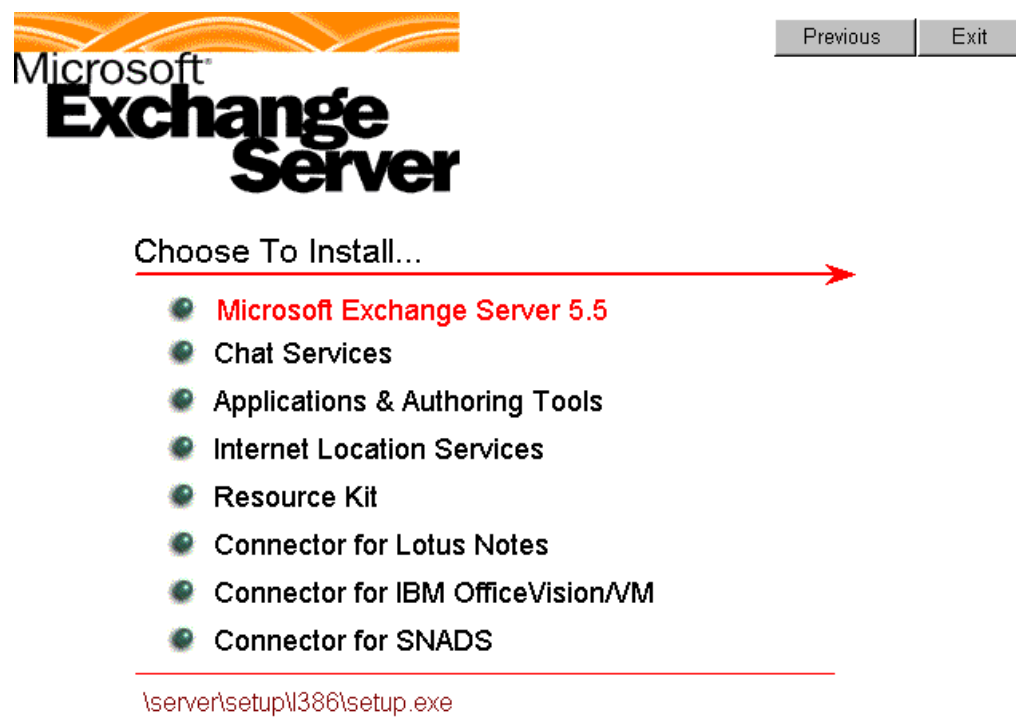 Microsoft®
Exchange
Server
Previous
Exit
Choose To Install...
Microsoft Exchange Server 5.5
Chat Services
Applications & Authoring Tools
Internet Location Services
Resource Kit
Connector for Lotus Notes
Connector for IBM OfficeVision/VM
Connector for SNADS
\server\setup\I386\setup.exe